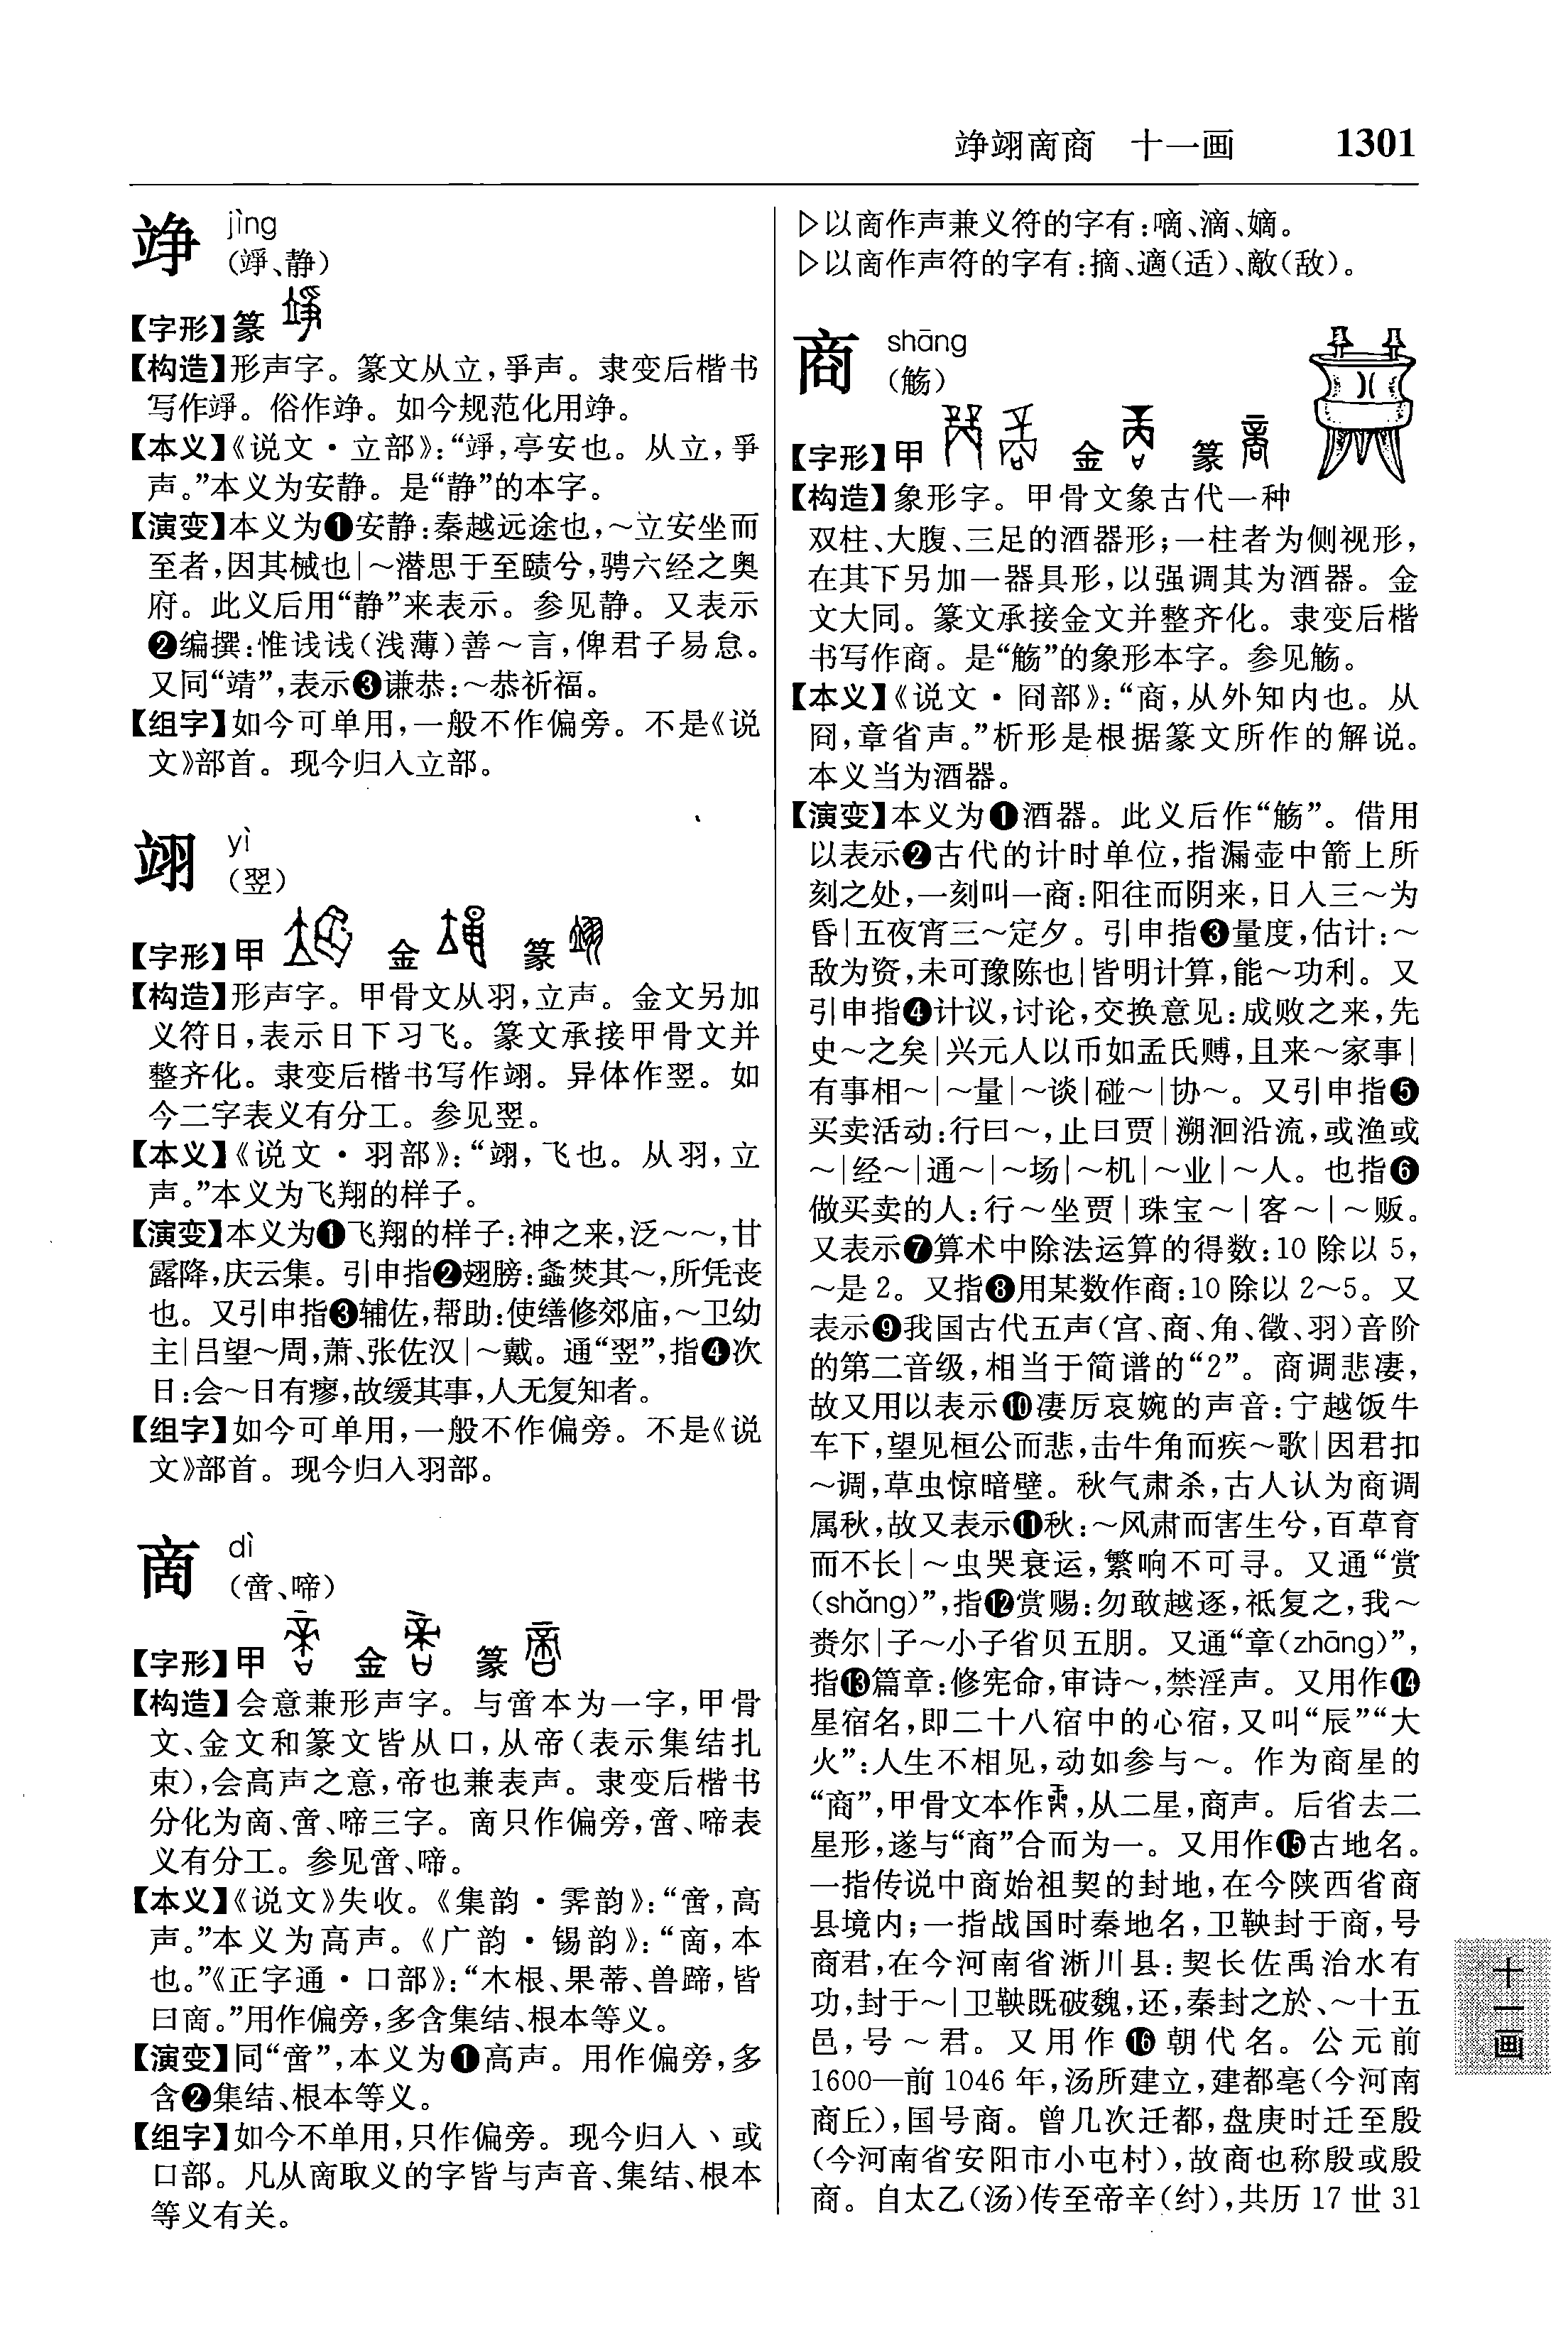 竫翊啇商 十一画 1301
竫 jìng
(竫、静)
【字形】篆
【构造】形声字。篆文从立,爭声。隶变后楷书
写作竫。俗作竫。如今规范化用竫。
【本义】《说文·立部》:“竫,亭安也。从立,爭
声。”本义为安静。是“静”的本字。
【演变】本义为❶安静:秦越远途也,~立安坐而
至者,因其械也|~潜思于至赜兮,骋六经之奥
府。此义后用“静”来表示。参见静。又表示
❷编撰:惟诶诶(浅薄)善~言,俾君子易怠。
又同“靖”,表示❸谦恭:~恭祈福。
【组字】如今可单用,一般不作偏旁。不是《说
文》部首。现今归入立部。
翊 yì
(翌)
【字形】甲 金 篆
【构造】形声字。甲骨文从羽,立声。金文另加
义符日,表示日下习飞。篆文承接甲骨文并
整齐化。隶变后楷书写作翊。异体作翌。如
今二字表义有分工。参见翌。
【本义】《说文·羽部》:“翊,飞也。从羽,立
声。”本义为飞翔的样子。
【演变】本义为❶飞翔的样子:神之来,泛~~,甘
露降,庆云集。引申指❷翅膀:螽焚其~,所凭丧
也。又引申指❸辅佐,帮助:使缮修郊庙,~卫幼
主|吕望~周,萧、张佐汉|~戴。通“翌”,指❹次
日:会~日有瘳,故缓其事,人无复知者。
【组字】如今可单用,一般不作偏旁。不是《说
文》部首。现今归入羽部。
啇 dì
(啻、啼)
【字形】甲 金 篆
【构造】会意兼形声字。与啻本为一字,甲骨
文、金文和篆文皆从口,从帝(表示集结扎
束),会高声之意,帝也兼表声。隶变后楷书
分化为啇、啻、啼三字。啇只作偏旁,啻、啼表
义有分工。参见啻、啼。
【本义】《说文》失收。《集韵·霁韵》:“啻,高
声。”本义为高声。《广韵·锡韵》:“啇,本
也。”《正字通·口部》:“木根、果蒂、兽蹄,皆
曰啇。”用作偏旁,多含集结、根本等义。
【演变】同“啻”,本义为❶高声。用作偏旁,多
含❷集结、根本等义。
【组字】如今不单用,只作偏旁。现今归入丶或
口部。凡从啇取义的字皆与声音、集结、根本
等义有关。
▷以啇作声兼义符的字有:嘀、滴、嫡。
▷以啇作声符的字有:摘、適(适)、敵(敌)。
商 shāng
(觞)
【字形】甲 金 篆
【构造】象形字。甲骨文象古代一种
双柱、大腹、三足的酒器形;一柱者为侧视形,
在其下另加一器具形,以强调其为酒器。金
文大同。篆文承接金文并整齐化。隶变后楷
书写作商。是“觞”的象形本字。参见觞。
【本义】《说文·㕯部》:“商,从外知内也。从
㕯,章省声。”析形是根据篆文所作的解说。
本义当为酒器。
【演变】本义为❶酒器。此义后作“觞”。借用
以表示❷古代的计时单位,指漏壶中箭上所
刻之处,一刻叫一商:阳往而阴来,日入三~为
昏|五夜宵三~定夕。引申指❸量度,估计:~
敌为资,未可豫陈也|皆明计算,能~功利。又
引申指❹计议,讨论,交换意见:成败之来,先
史~之矣|兴元人以币如孟氏赙,且来~家事|
有事相~|~量|~谈|碰~|协~。又引申指❺
买卖活动:行曰~,止曰贾|溯洄沿流,或渔或
~|经~|通~|~场|~机|~业|~人。也指❻
做买卖的人:行~坐贾|珠宝~|客~|~贩。
又表示❼算术中除法运算的得数:10除以5,
~是2。又指❽用某数作商:10除以2~5。又
表示❾我国古代五声(宫、商、角、徵、羽)音阶
的第二音级,相当于简谱的“2”。商调悲凄,
故又用以表示❿凄厉哀婉的声音:宁越饭牛
车下,望见桓公而悲,击牛角而疾~歌|因君扣
~调,草虫惊暗壁。秋气肃杀,古人认为商调
属秋,故又表示⓫秋:~风肃而害生兮,百草育
而不长|~虫哭衰运,繁响不可寻。又通“赏
(shǎng)”,指⓬赏赐:勿敢越逐,祗复之,我~
赉尔|子~小子省贝五朋。又通“章(zhāng)”,
指⓭篇章:修宪命,审诗~,禁淫声。又用作⓮
星宿名,即二十八宿中的心宿,又叫“辰”“大
火”:人生不相见,动如参与~。作为商星的
“商”,甲骨文本作,从二星,商声。后省去二
星形,遂与“商”合而为一。又用作⓯古地名。
一指传说中商始祖契的封地,在今陕西省商
县境内;一指战国时秦地名,卫鞅封于商,号
商君,在今河南省淅川县:契长佐禹治水有
功,封于~|卫鞅既破魏,还,秦封之於、~十五
邑,号~君。又用作⓰朝代名。公元前
1600—前1046年,汤所建立,建都亳(今河南
商丘),国号商。曾几次迁都,盘庚时迁至殷
(今河南省安阳市小屯村),故商也称殷或殷
商。自太乙(汤)传至帝辛(纣),共历17世31
十一画